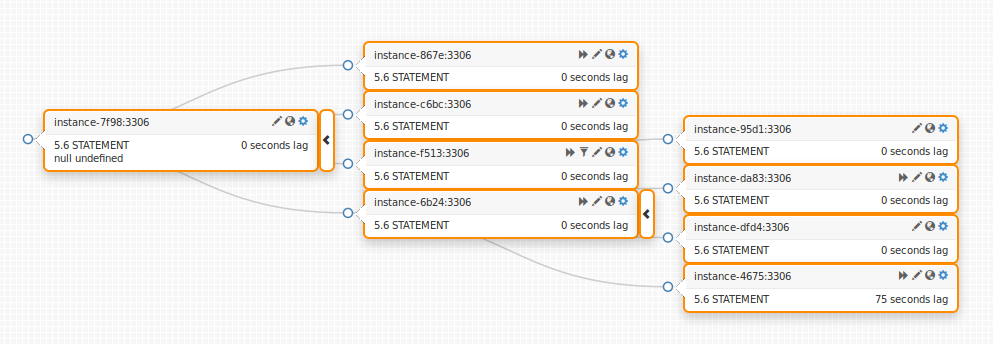 instance-7f98:3306
5.6 STATEMENT 0 seconds lag
null undefined
instance-867e:3306
5.6 STATEMENT 0 seconds lag
instance-c6bc:3306
5.6 STATEMENT 0 seconds lag
instance-f513:3306
5.6 STATEMENT 0 seconds lag
instance-6b24:3306
5.6 STATEMENT 0 seconds lag
instance-95d1:3306
5.6 STATEMENT 0 seconds lag
instance-da83:3306
5.6 STATEMENT 0 seconds lag
instance-dfd4:3306
5.6 STATEMENT 0 seconds lag
instance-4675:3306
5.6 STATEMENT 75 seconds lag